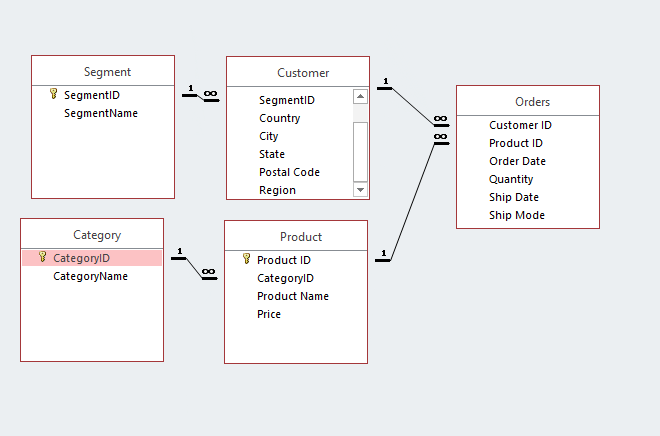 Segment
SegmentID
SegmentName
1
∞
Customer
SegmentID
Country
City
State
Postal Code
Region
1
∞
∞
Orders
Customer ID
Product ID
Order Date
Quantity
Ship Date
Ship Mode
Category
CategoryID
CategoryName
1
∞
Product
Product ID
CategoryID
Product Name
Price
1